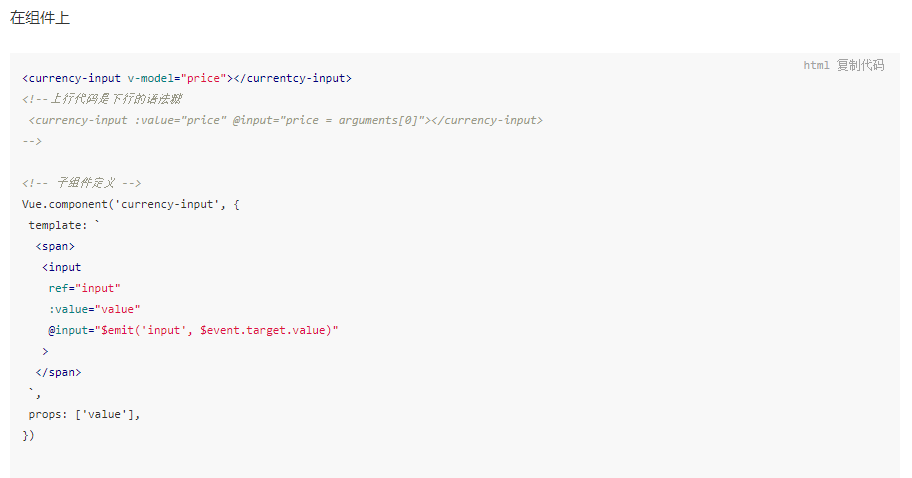 在组件上
html 复制代码
<currency-input v-model="price"></currentcy-input>
<!--上行代码是下行的语法糖
 <currency-input :value="price" @input="price = arguments[0]"></currency-input>
-->
<!-- 子组件定义 -->
Vue.component('currency-input', {
 template: `
  <span>
   <input
    ref="input"
    :value="value"
    @input="$emit('input', $event.target.value)"
   >
  </span>
 `,
 props: ['value'],
})